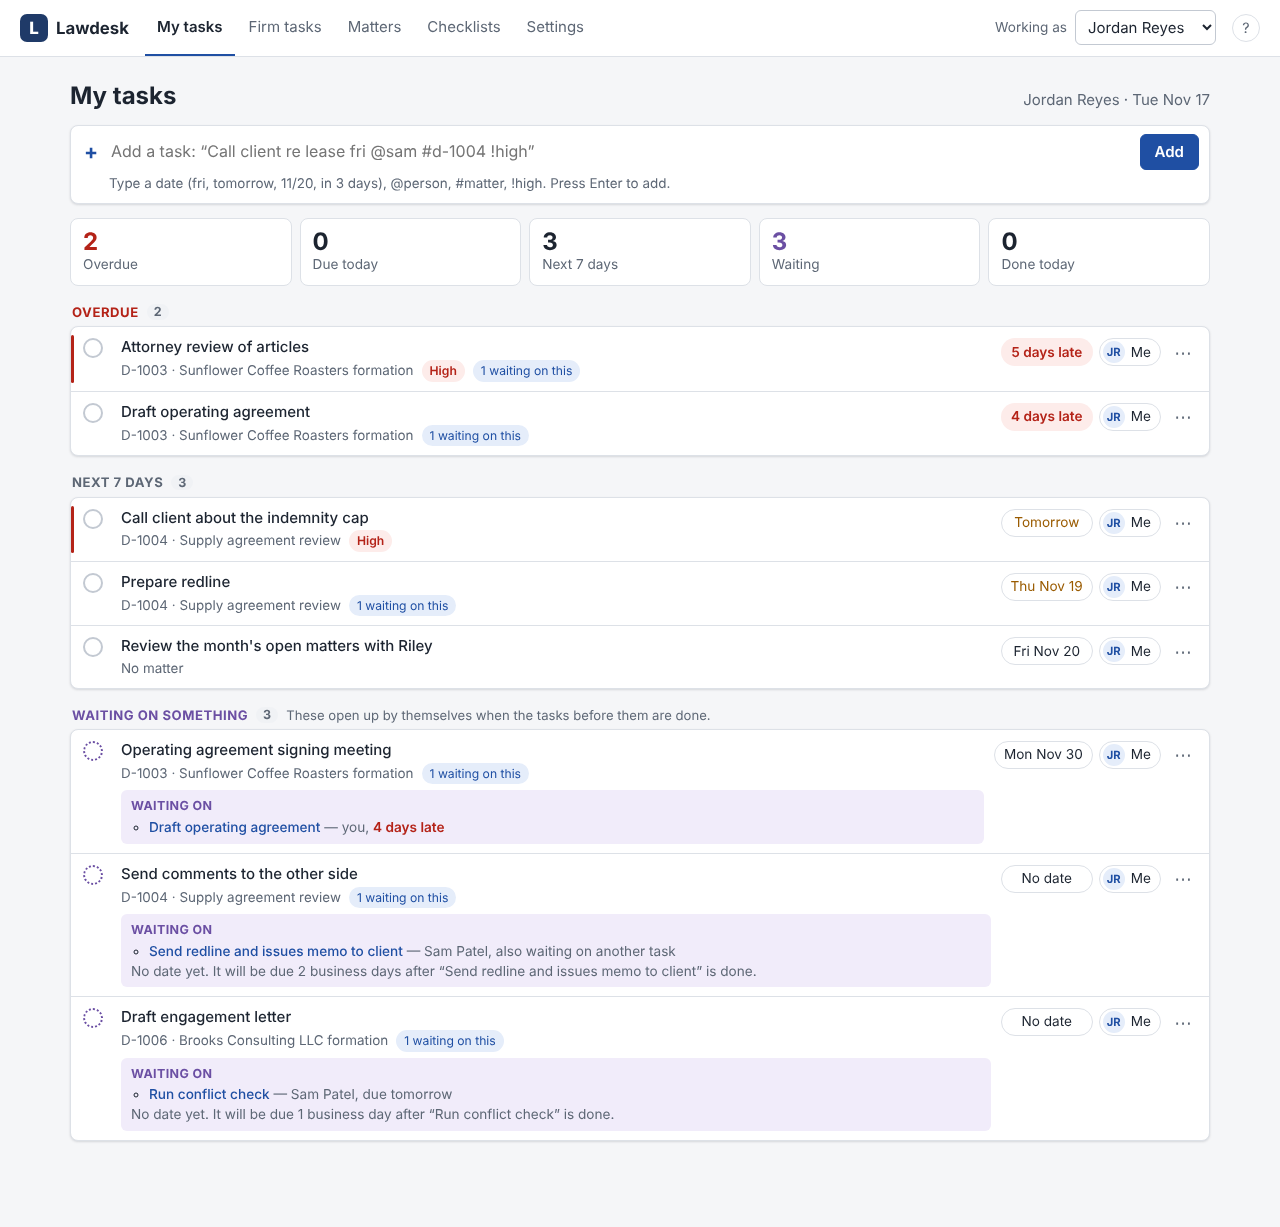 L Lawdesk My tasks Firm tasks Matters Checklists Settings Working as Jordan Reyes ?
My tasks Jordan Reyes · Tue Nov 17
+ Add a task: “Call client re lease fri @sam #d-1004 !high” Add
Type a date (fri, tomorrow, 11/20, in 3 days), @person, #matter, !high. Press Enter to add.
2 0 3 3 0
Overdue Due today Next 7 days Waiting Done today
OVERDUE 2
Attorney review of articles 5 days late JR Me ...
D-1003 · Sunflower Coffee Roasters formation High 1 waiting on this
Draft operating agreement 4 days late JR Me ...
D-1003 · Sunflower Coffee Roasters formation 1 waiting on this
NEXT 7 DAYS 3
Call client about the indemnity cap Tomorrow JR Me ...
D-1004 · Supply agreement review High
Prepare redline Thu Nov 19 JR Me ...
D-1004 · Supply agreement review 1 waiting on this
Review the month's open matters with Riley Fri Nov 20 JR Me ...
No matter
WAITING ON SOMETHING 3 These open up by themselves when the tasks before them are done.
Operating agreement signing meeting Mon Nov 30 JR Me ...
D-1003 · Sunflower Coffee Roasters formation 1 waiting on this
WAITING ON
Draft operating agreement — you, 4 days late
Send comments to the other side No date JR Me ...
D-1004 · Supply agreement review 1 waiting on this
WAITING ON
Send redline and issues memo to client — Sam Patel, also waiting on another task
No date yet. It will be due 2 business days after “Send redline and issues memo to client” is done.
Draft engagement letter No date JR Me ...
D-1006 · Brooks Consulting LLC formation 1 waiting on this
WAITING ON
Run conflict check — Sam Patel, due tomorrow
No date yet. It will be due 1 business day after “Run conflict check” is done.